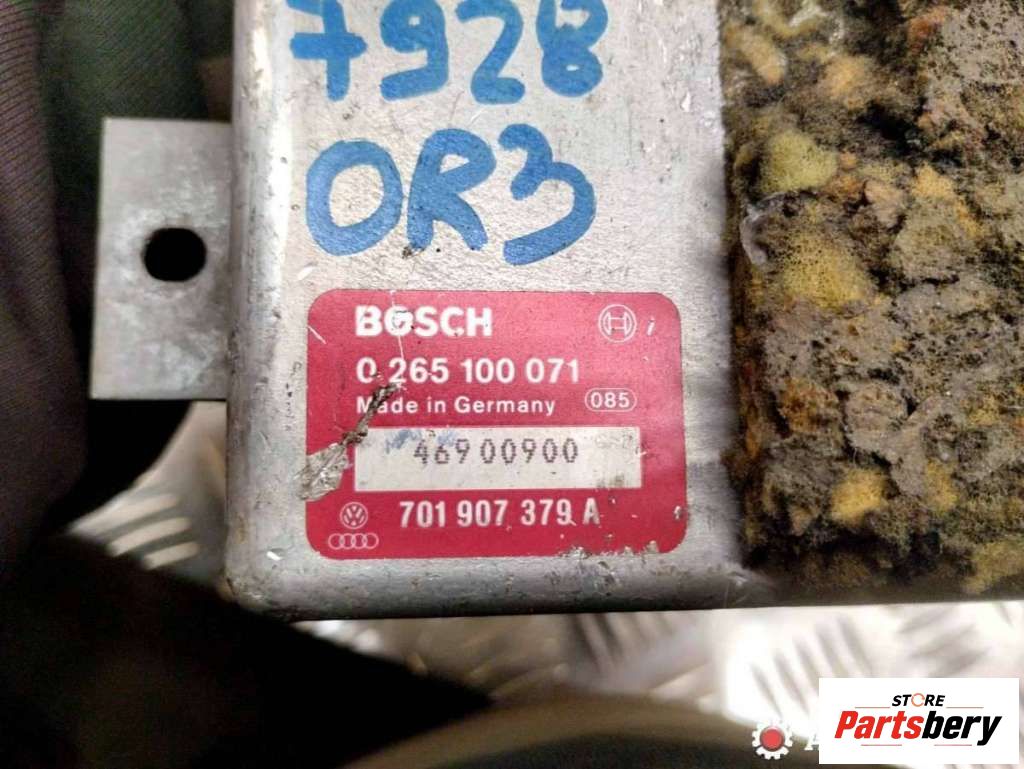 7928
OR3
BOSCH
i
0 265 100 071
Made in Germany 085
46900900
701 907 379 A
STORE
Partsbery